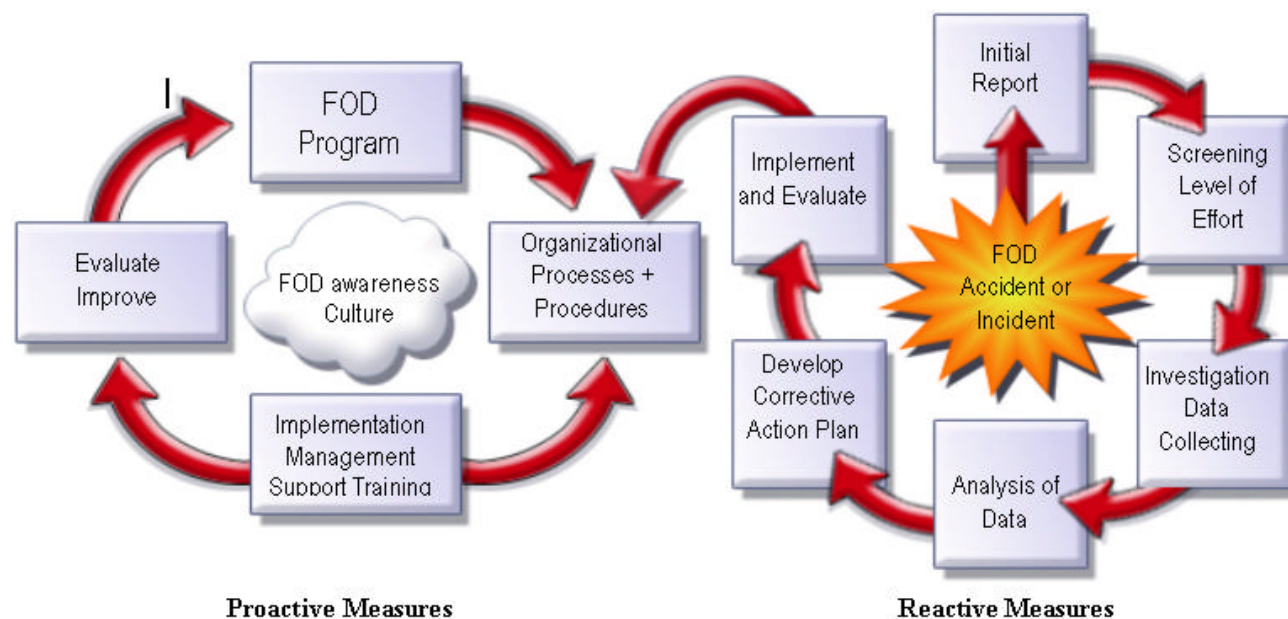 FOD
Program
Evaluate
Improve
FOD awareness
Culture
Organizational
Processes +
Procedures
Implementation
Management
Support Training
Proactive Measures
Initial
Report
Screening
Level of
Effort
Implement
and Evaluate
FOD
Accident or
Incident
Develop
Corrective
Action Plan
Investigation
Data
Collecting
Analysis of
Data
Reactive Measures